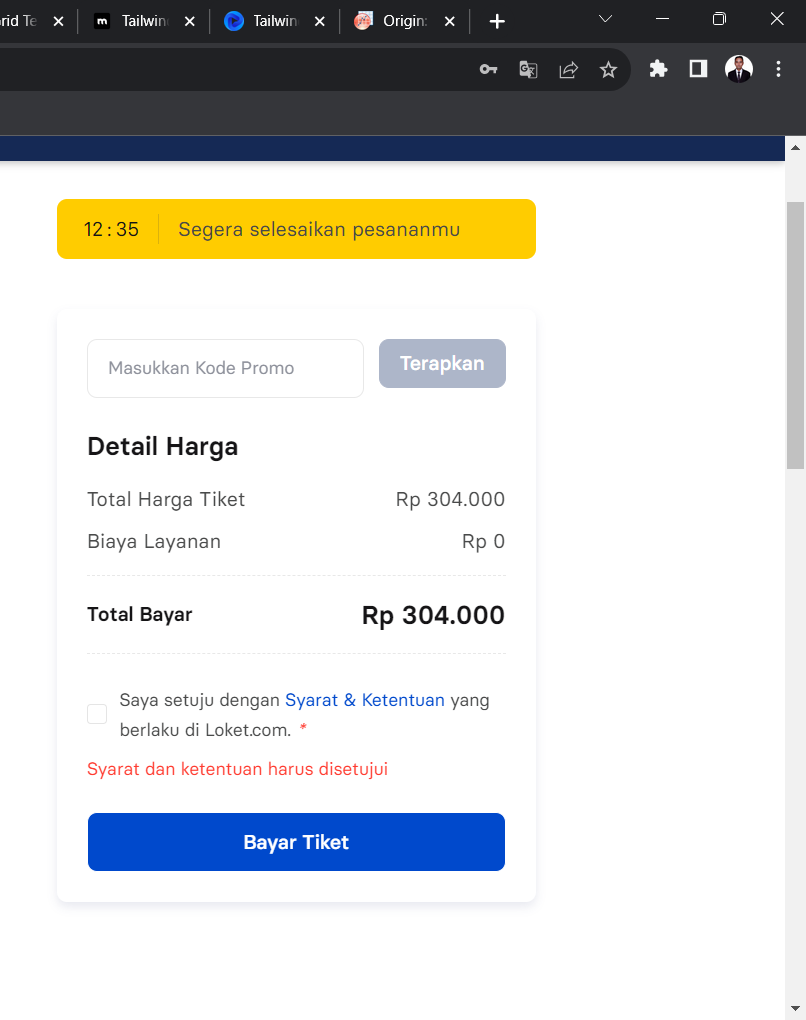 rid Te
Tailwin
Tailwin
Origin:
12 : 35
Segera selesaikan pesananmu
Masukkan Kode Promo
Terapkan
Detail Harga
Total Harga Tiket Rp 304.000
Biaya Layanan Rp 0
Total Bayar Rp 304.000
Saya setuju dengan Syarat & Ketentuan yang
berlaku di Loket.com. *
Syarat dan ketentuan harus disetujui
Bayar Tiket